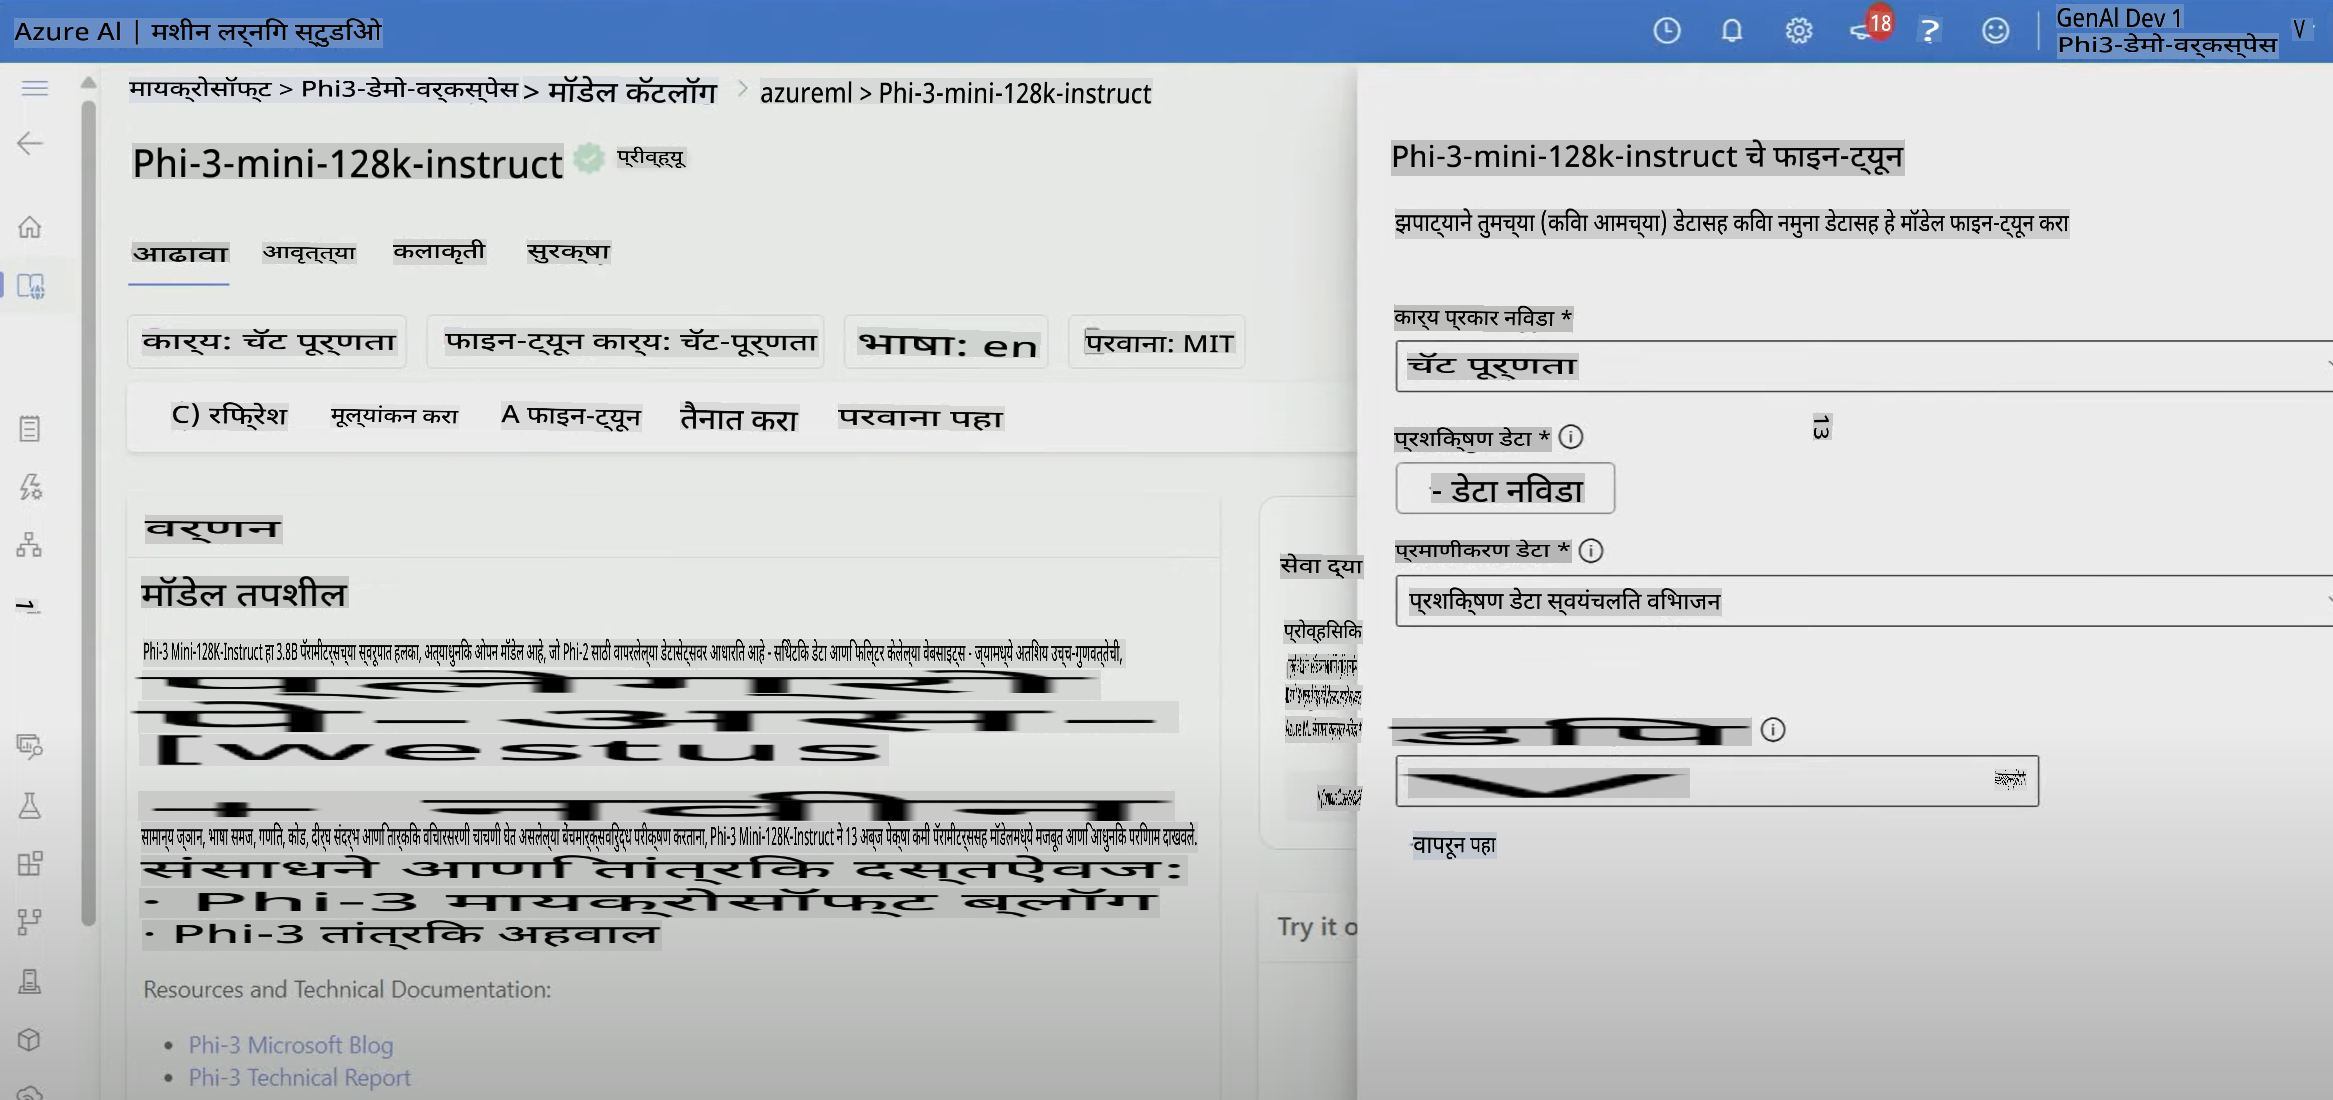 Azure AI | मशीन लर्निंग स्टुडिओ
18
?
GenAI Dev 1
Phi3-डेमो-वर्कस्पेस
V
मायक्रोसॉफ्ट > Phi3-डेमो-वर्कस्पेस > मॉडेल कॅटलॉग > azureml > Phi-3-mini-128k-instruct
Phi-3-mini-128k-instruct प्रीव्ह्यू
आढावा आवृत्त्या कलाकृती सुरक्षा
कार्य: चॅट पूर्णता फाइन-ट्यून कार्य: चॅट-पूर्णता भाषा: en परवाना: MIT
C) रिफ्रेश मूल्यांकन करा A फाइन-ट्यून तैनात करा परवाना पहा
वर्णन
मॉडेल तपशील
Phi-3 Mini-128K-Instruct हा 3.8B पॅरामीटर्सच्या स्वरूपात हलका, अत्याधुनिक ओपन मॉडेल आहे, जो Phi-2 साठी वापरलेल्या डेटासेट्सवर आधारित आहे - सिंथेटिक डेटा आणि फिल्टर केलेल्या वेबसाइट्स - ज्यामध्ये अतिशय उच्च-गुणवत्तेची,
[westus
+ नवीन
सामान्य ज्ञान, भाषा समज, गणित, कोड, दीर्घ संदर्भ आणि तार्किक विचारसरणी चाचणी घेत असलेल्या बेंचमार्क्सविरुद्ध परीक्षण करताना, Phi-3 Mini-128K-Instruct ने 13 अब्ज पेक्षा कमी पॅरामीटर्ससह मॉडेलमध्ये मजबूत आणि आधुनिक परिणाम दाखवले.
संसाधने आणि तांत्रिक दस्तऐवज:
· Phi-3 मायक्रोसॉफ्ट ब्लॉग
· Phi-3 तांत्रिक अहवाल
Resources and Technical Documentation:
• Phi-3 Microsoft Blog
• Phi-3 Technical Report
सेवा द्या
Try it o
Phi-3-mini-128k-instruct चे फाइन-ट्यून
झपाट्याने तुमच्या (किंवा आमच्या) डेटासह किंवा नमुना डेटासह हे मॉडेल फाइन-ट्यून करा
कार्य प्रकार निवडा *
चॅट पूर्णता
13
प्रशिक्षण डेटा *
- डेटा निवडा
प्रमाणीकरण डेटा *
प्रशिक्षण डेटा स्वयंचलित विभाजन
V
वापरून पहा